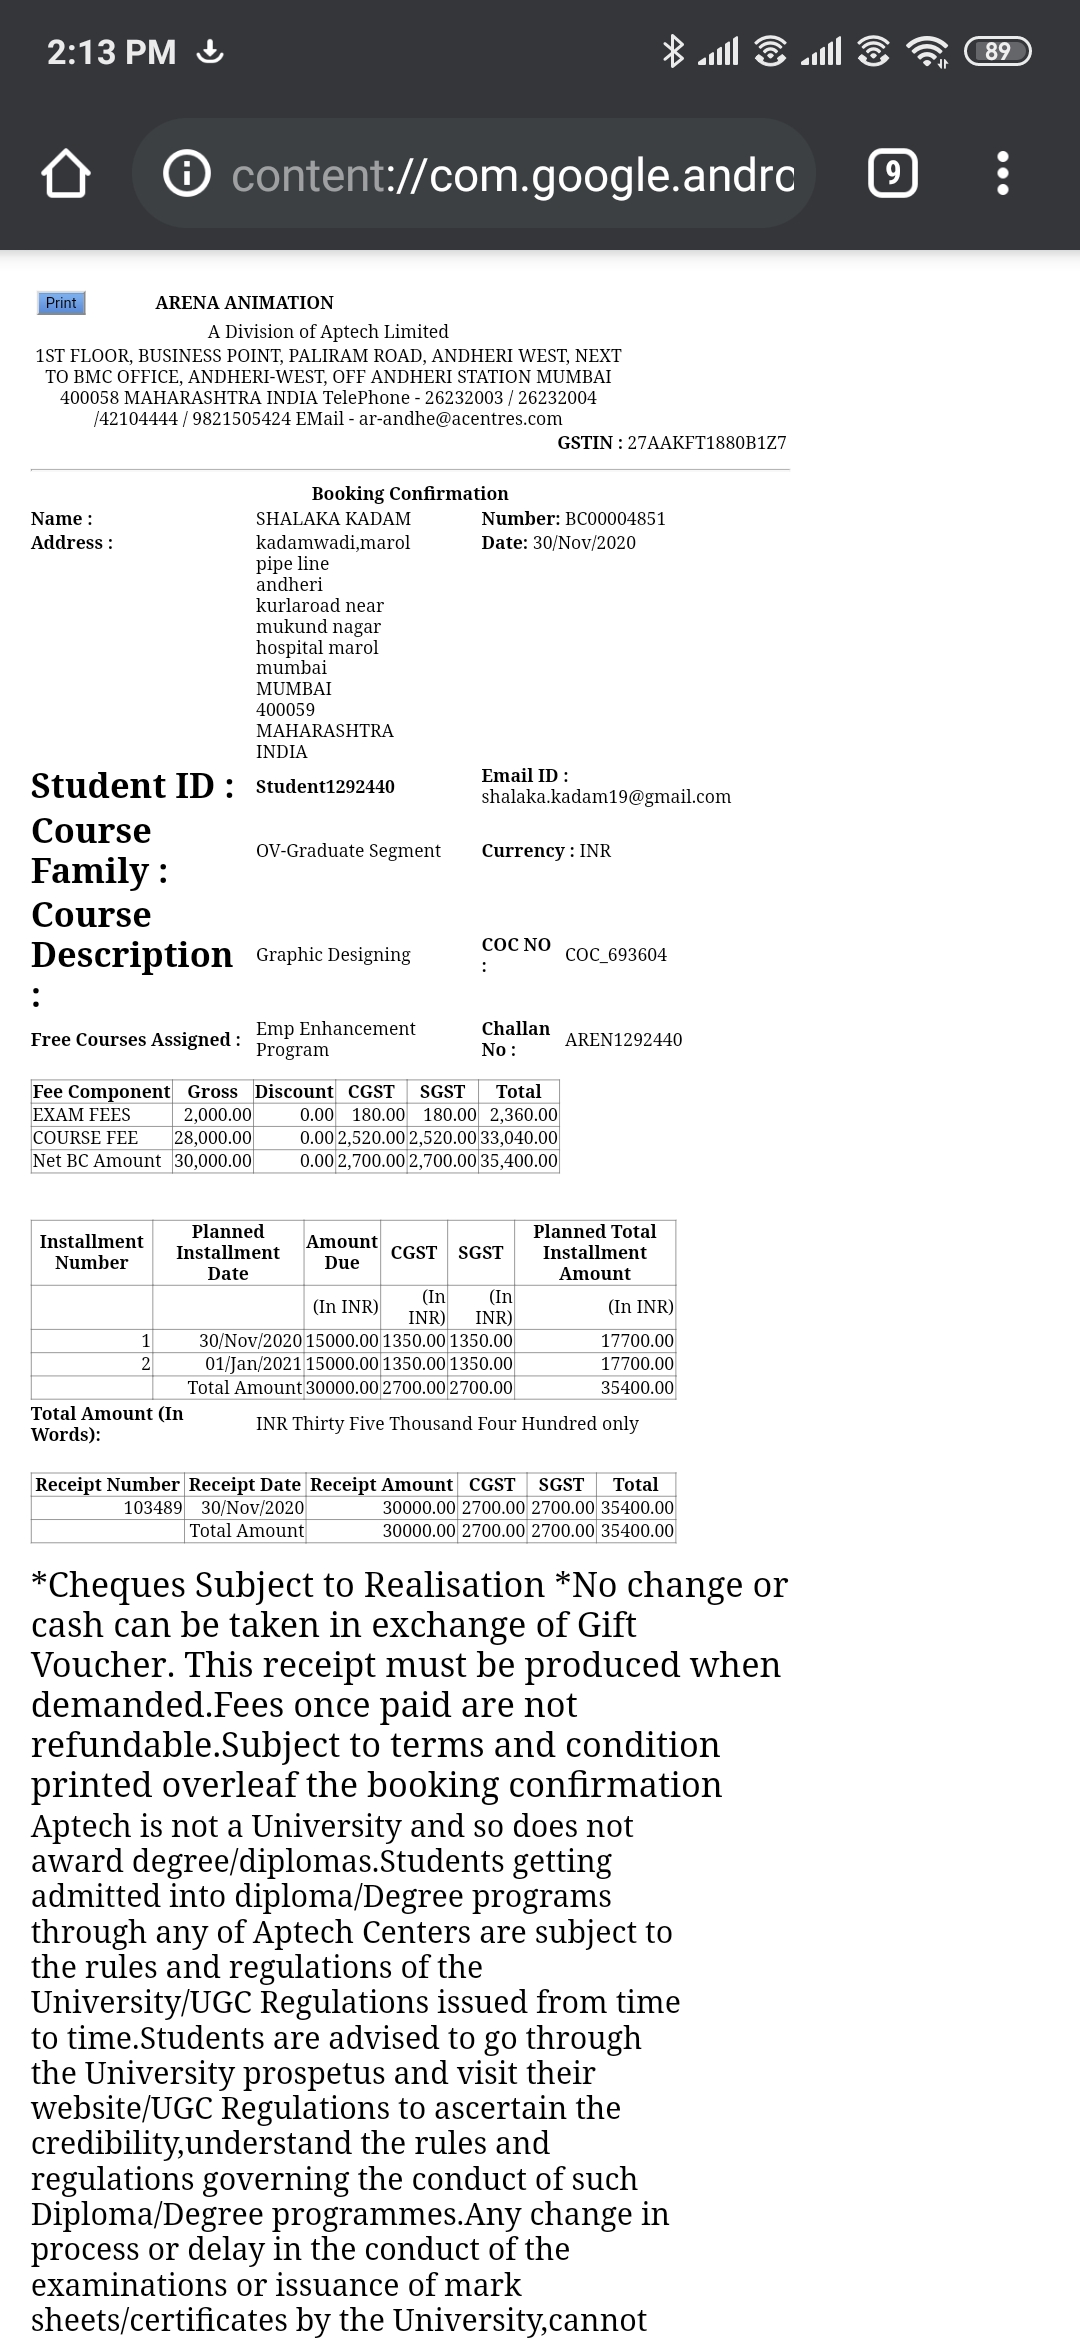 2:13 PM 89
content://com.google.andro 9
Print ARENA ANIMATION
A Division of Aptech Limited
1ST FLOOR, BUSINESS POINT, PALIRAM ROAD, ANDHERI WEST, NEXT
TO BMC OFFICE, ANDHERI-WEST, OFF ANDHERI STATION MUMBAI
400058 MAHARASHTRA INDIA TelePhone - 26232003 / 26232004
/42104444 / 9821505424 EMail - ar-andhe@acentres.com
GSTIN : 27AAKFT1880B1Z7
Booking Confirmation
Name : SHALAKA KADAM Number: BC00004851
Address : kadamwadi,marol Date: 30/Nov/2020
pipe line
andheri
kurlaroad near
mukund nagar
hospital marol
mumbai
MUMBAI
400059
MAHARASHTRA
INDIA
Student ID : Student1292440 Email ID :
shalaka.kadam19@gmail.com
Course
Family : OV-Graduate Segment Currency : INR
Course
Description
: Graphic Designing COC NO
: COC_693604
Free Courses Assigned : Emp Enhancement
Program Challan
No : AREN1292440
Fee Component Gross Discount CGST SGST Total
EXAM FEES 2,000.00 0.00 180.00 180.00 2,360.00
COURSE FEE 28,000.00 0.00 2,520.00 2,520.00 33,040.00
Net BC Amount 30,000.00 0.00 2,700.00 2,700.00 35,400.00
Installment
Number Planned
Installment
Date Amount
Due CGST SGST Planned Total
Installment
Amount
(In INR) (In
INR) (In
INR) (In INR)
1 30/Nov/2020 15000.00 1350.00 1350.00 17700.00
2 01/Jan/2021 15000.00 1350.00 1350.00 17700.00
Total Amount 30000.00 2700.00 2700.00 35400.00
Total Amount (In
Words): INR Thirty Five Thousand Four Hundred only
Receipt Number Receipt Date Receipt Amount CGST SGST Total
103489 30/Nov/2020 30000.00 2700.00 2700.00 35400.00
Total Amount 30000.00 2700.00 2700.00 35400.00
*Cheques Subject to Realisation *No change or
cash can be taken in exchange of Gift
Voucher. This receipt must be produced when
demanded.Fees once paid are not
refundable.Subject to terms and condition
printed overleaf the booking confirmation
Aptech is not a University and so does not
award degree/diplomas.Students getting
admitted into diploma/Degree programs
through any of Aptech Centers are subject to
the rules and regulations of the
University/UGC Regulations issued from time
to time.Students are advised to go through
the University prospetus and visit their
website/UGC Regulations to ascertain the
credibility,understand the rules and
regulations governing the conduct of such
Diploma/Degree programmes.Any change in
process or delay in the conduct of the
examinations or issuance of mark
sheets/certificates by the University,cannot